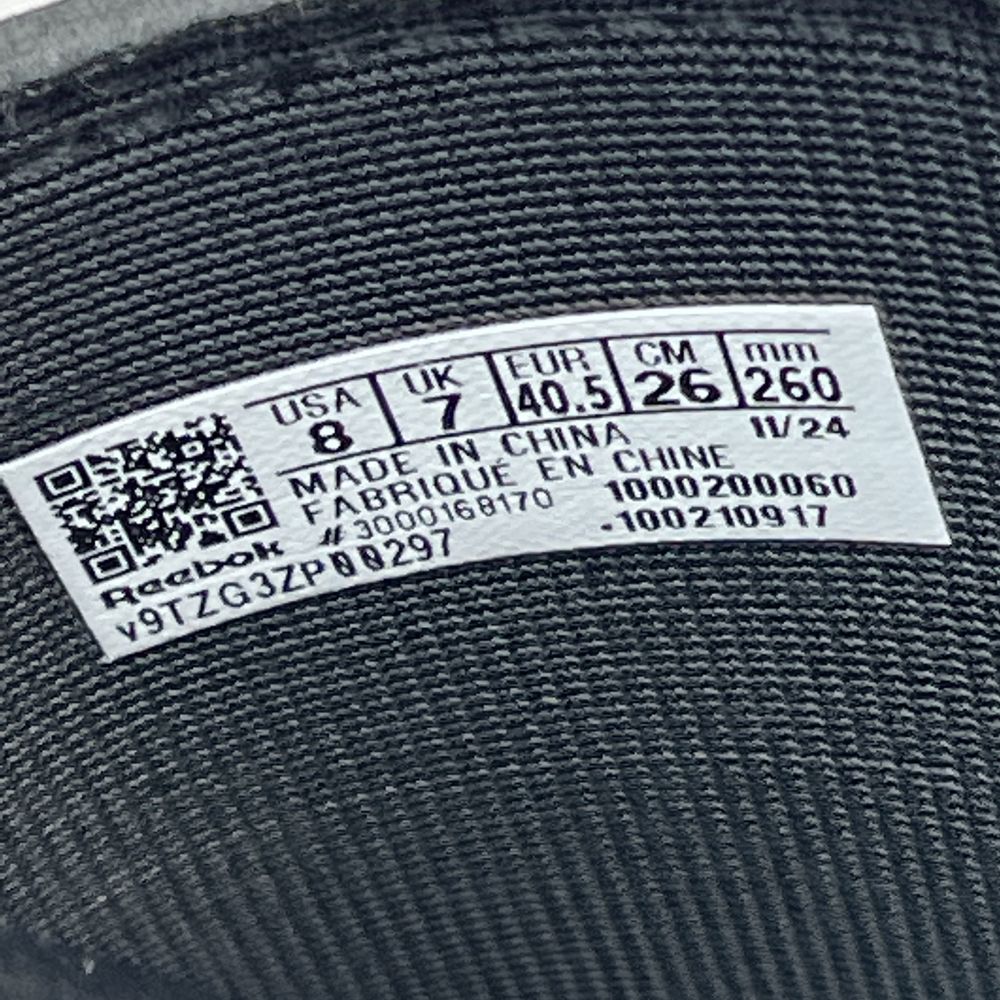 USA UK EUR CM mm
8 7 40.5 26 260
MADE IN CHINA 11/24
FABRIQUÉ EN CHINE
#3000168170 1000200060
Reebok -100210917
v9TZG3ZP00297